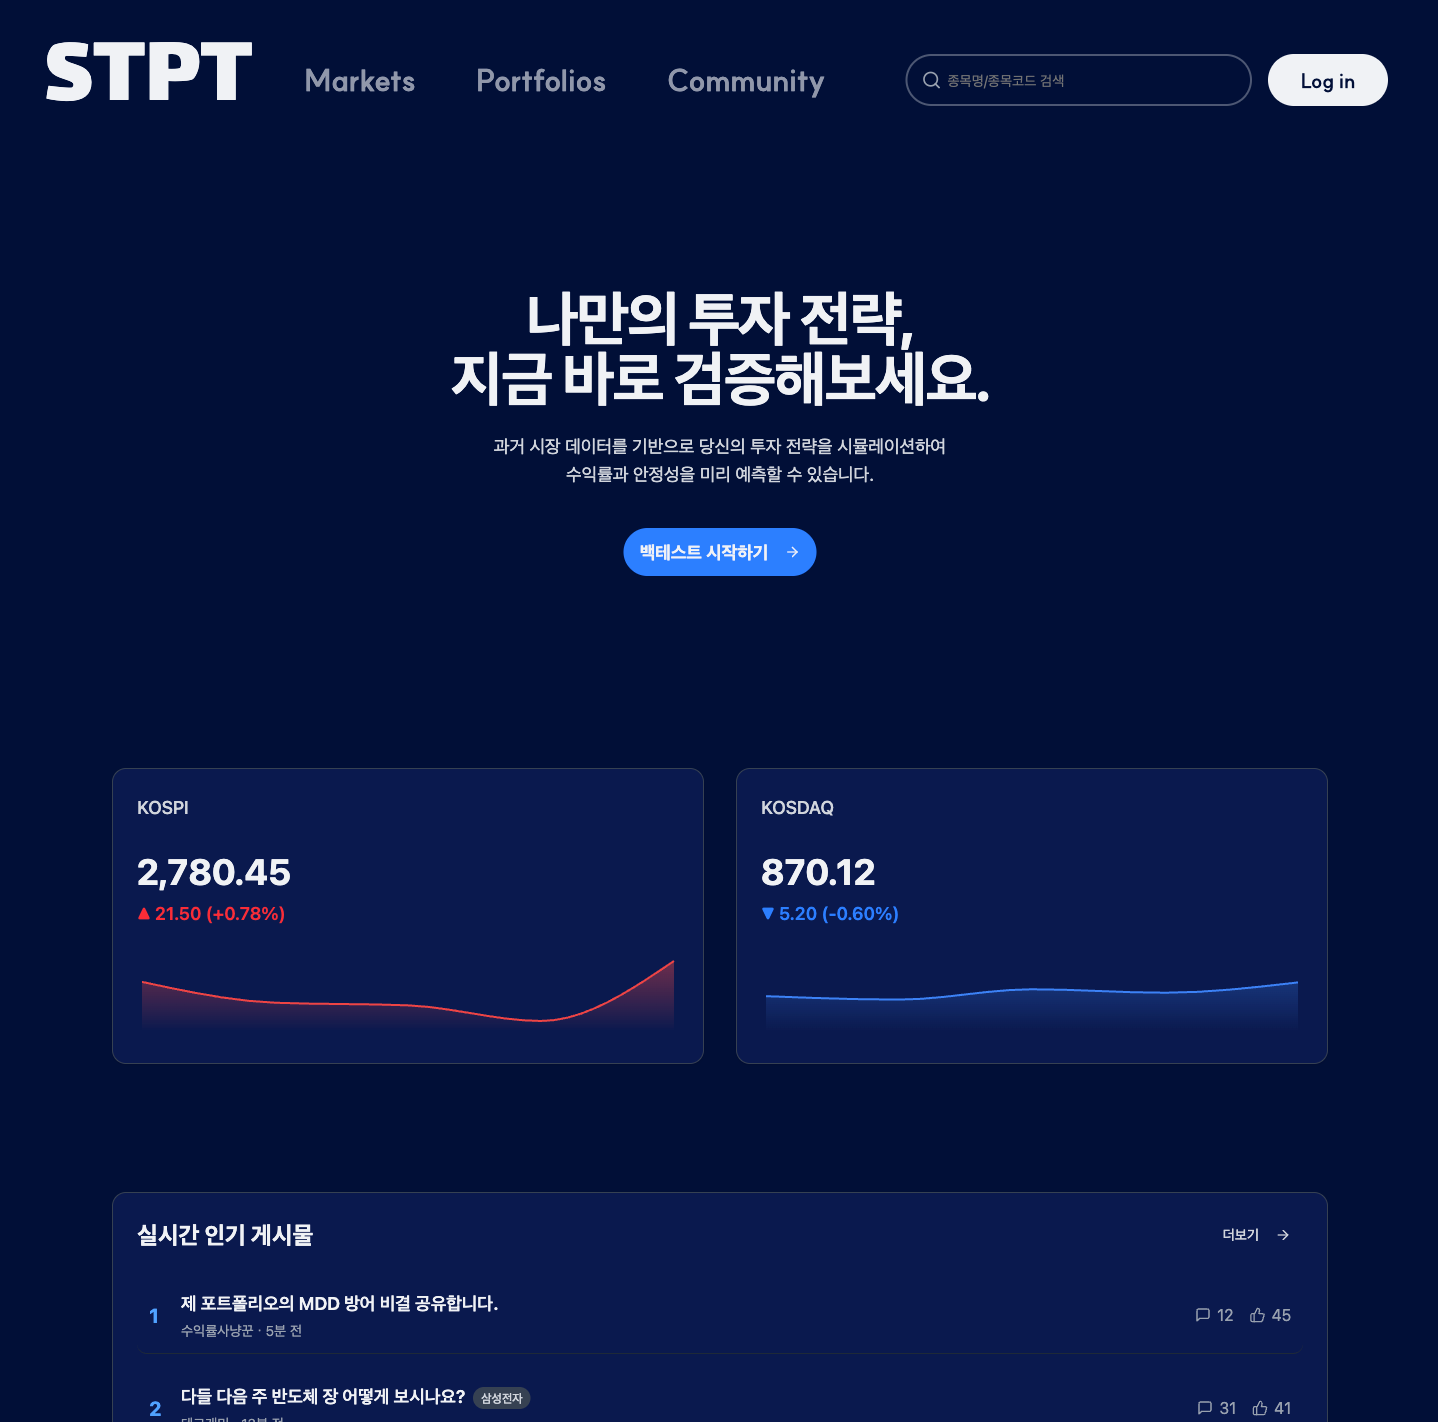 STPT
Markets
Portfolios
Community
종목명/종목코드 검색
Log in
나만의 투자 전략,
지금 바로 검증해보세요.
과거 시장 데이터를 기반으로 당신의 투자 전략을 시뮬레이션하여
수익률과 안정성을 미리 예측할 수 있습니다.
백테스트 시작하기 →
KOSPI
2,780.45
▲ 21.50 (+0.78%)
KOSDAQ
870.12
▼ 5.20 (-0.60%)
실시간 인기 게시물
더보기 →
1
제 포트폴리오의 MDD 방어 비결 공유합니다.
수익률사냥꾼 · 5분 전
12
45
2
다들 다음 주 반도체 장 어떻게 보시나요? 삼성전자
31
41